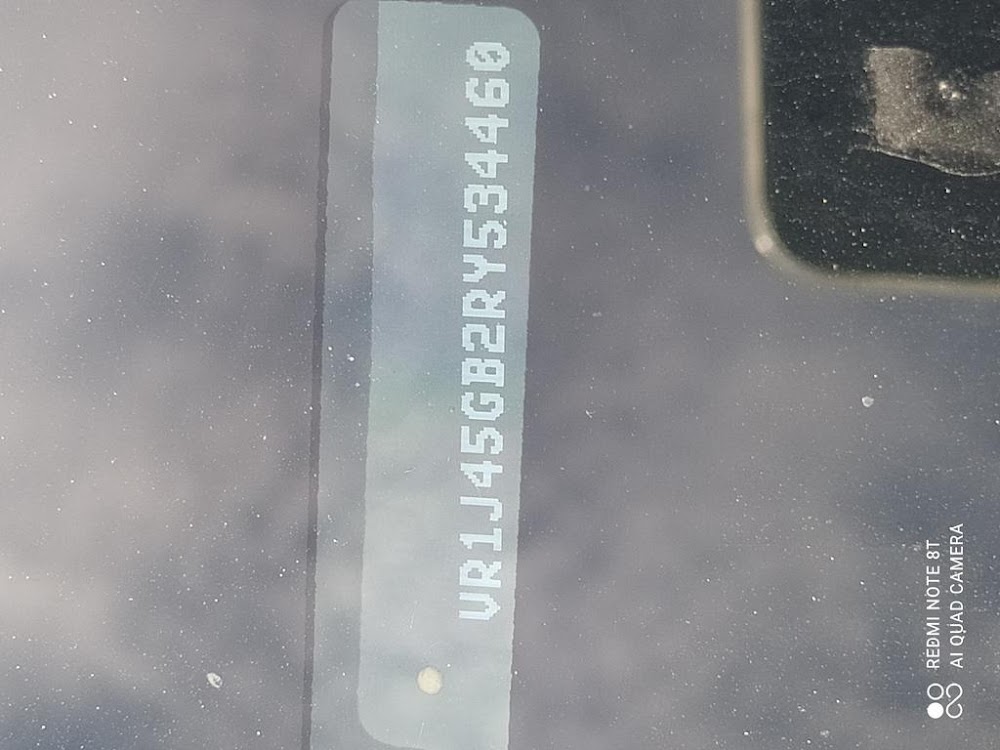 VR1J45GB2RY534460
REDMI NOTE 8T
AI QUAD CAMERA